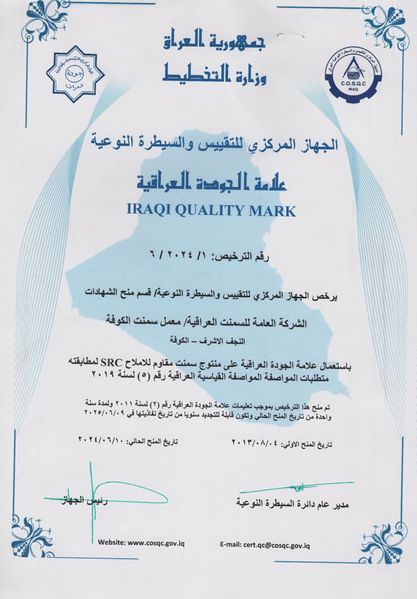 جمهورية العراق
وزارة التخطيط
جودة
C.O.S.Q.C
IRAQ
الجهاز المركزي للتقييس والسيطرة النوعية
علامة الجودة العراقية
IRAQI QUALITY MARK
رقم الترخيص: ١/ ٢٠٢٤ / ٦
يرخص الجهاز المركزي للتقييس والسيطرة النوعية/ قسم منح الشهادات
الشركة العامة للسمنت العراقية/ معمل سمنت الكوفة
النجف الاشرف – الكوفة
باستعمال علامة الجودة العراقية على منتوج سمنت مقاوم للاملاح SRC لمطابقته
متطلبات المواصفة المواصفة القياسية العراقية رقم (٥) لسنة ٢٠١٩
تم منح هذا الترخيص بموجب تعليمات علامة الجودة العراقية رقم (٢) لسنة ٢٠١١ ولمدة سنة
واحدة من تاريخ المنح الحالي وتكون قابلة للتجديد سنويا من تاريخ نفاذيتها في ٢٠٢٥/٠٦/٠٩
تاريخ المنح الاولي: ٢٠١٣/٠٨/٠٤
تاريخ المنح الحالي: ٢٠٢٤/٠٦/١٠
مدير عام دائرة السيطرة النوعية
رئيس الجهاز
Website: www.cosqc.gov.iq
E-mail: cert.qc@cosqc.gov.iq